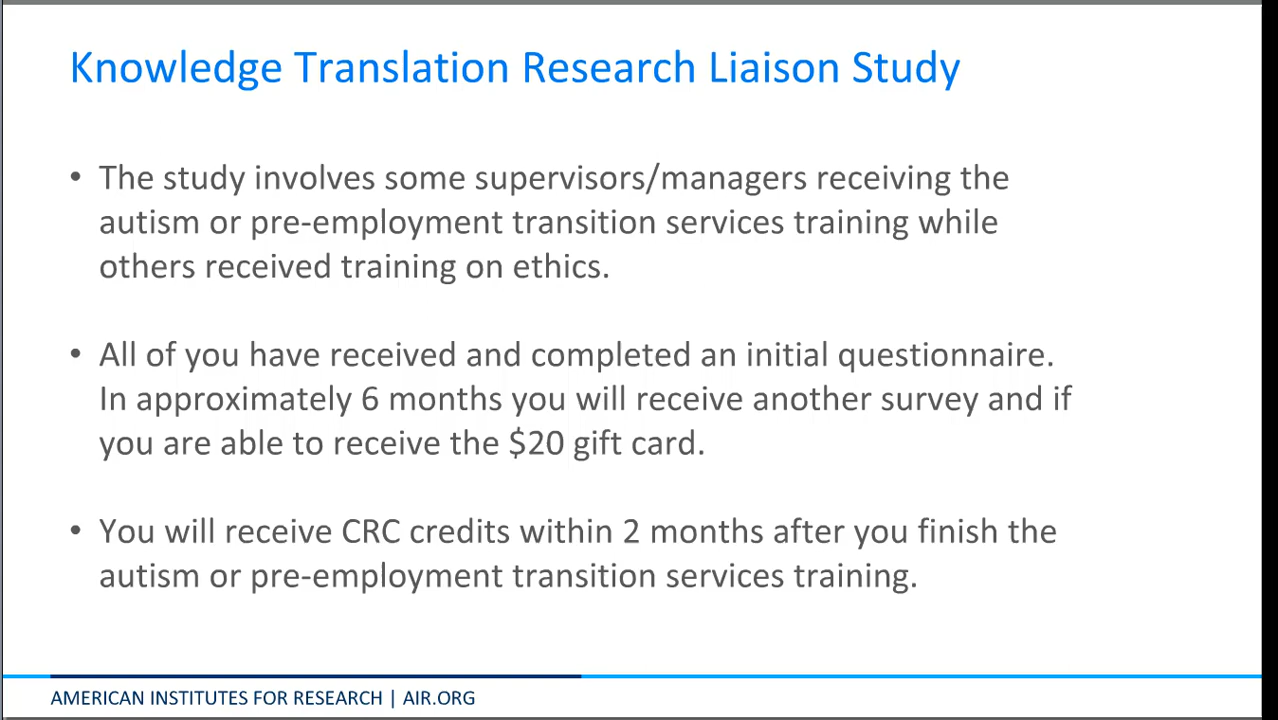 Knowledge Translation Research Liaison Study
• The study involves some supervisors/managers receiving the
autism or pre-employment transition services training while
others received training on ethics.
• All of you have received and completed an initial questionnaire.
In approximately 6 months you will receive another survey and if
you are able to receive the $20 gift card.
• You will receive CRC credits within 2 months after you finish the
autism or pre-employment transition services training.
AMERICAN INSTITUTES FOR RESEARCH | AIR.ORG